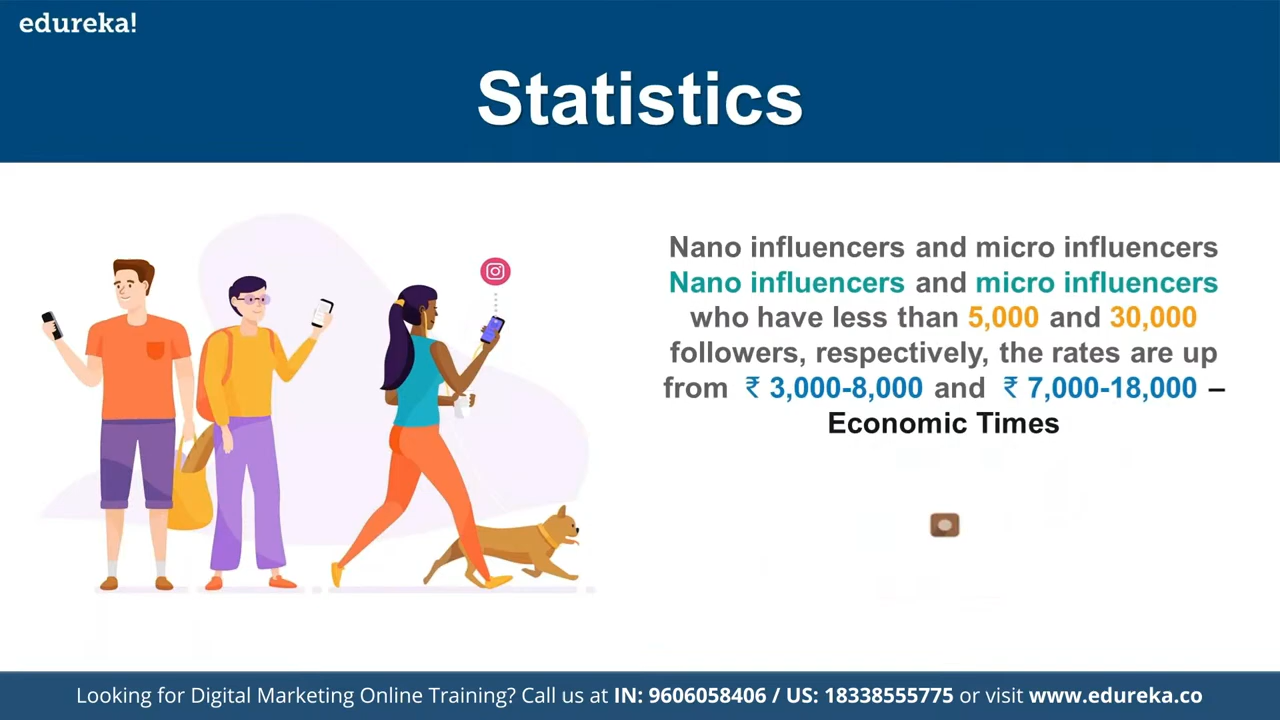 edureka!
Statistics
Nano influencers and micro influencers
Nano influencers and micro influencers
who have less than 5,000 and 30,000
followers, respectively, the rates are up
from ₹ 3,000-8,000 and ₹ 7,000-18,000 –
Economic Times
Looking for Digital Marketing Online Training? Call us at IN: 9606058406 / US: 18338555775 or visit www.edureka.co